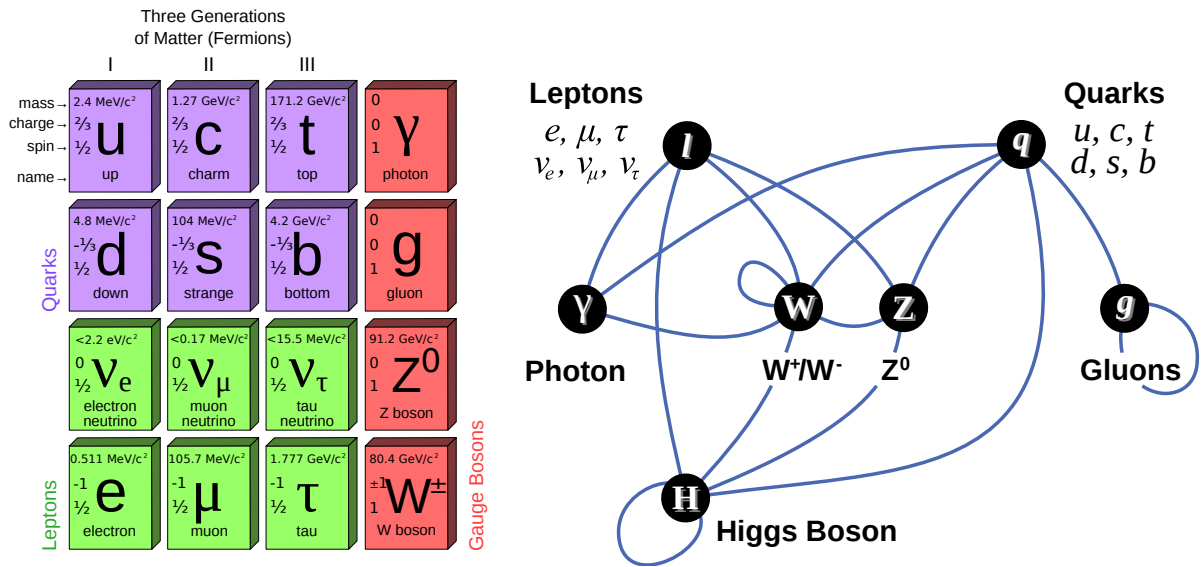 Three Generations
of Matter (Fermions)
I II III
mass→
charge→
spin→
name→
2.4 MeV/c²
⅔
½
u
up
1.27 GeV/c²
⅔
½
c
charm
171.2 GeV/c²
⅔
½
t
top
0
0
1
γ
photon
Quarks
4.8 MeV/c²
-⅓
½
d
down
104 MeV/c²
-⅓
½
s
strange
4.2 GeV/c²
-⅓
½
b
bottom
0
0
1
g
gluon
<2.2 eV/c²
0
½
νe
electron
neutrino
<0.17 MeV/c²
0
½
νμ
muon
neutrino
<15.5 MeV/c²
0
½
ντ
tau
neutrino
91.2 GeV/c²
0
1
Z⁰
Z boson
Leptons
0.511 MeV/c²
-1
½
e
electron
105.7 MeV/c²
-1
½
μ
muon
1.777 GeV/c²
-1
½
τ
tau
80.4 GeV/c²
±1
1
W±
W boson
Gauge Bosons
Leptons
e, μ, τ
νe, νμ, ντ
l
Quarks
u, c, t
d, s, b
q
γ
Photon
W
W⁺/W⁻
Z
Z⁰
g
Gluons
H
Higgs Boson